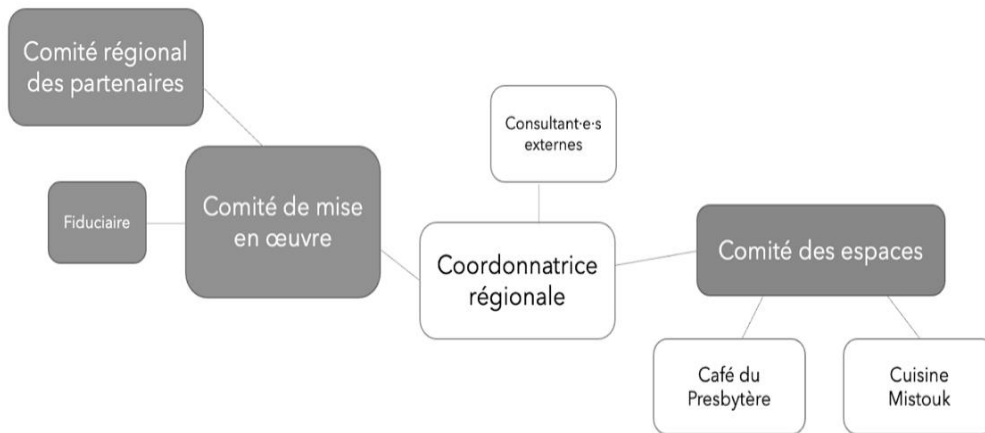 Comité régional
des partenaires
Consultant·e·s
externes
Fiduciaire
Comité de mise
en œuvre
Coordonnatrice
régionale
Comité des espaces
Café du
Presbytère
Cuisine
Mistouk